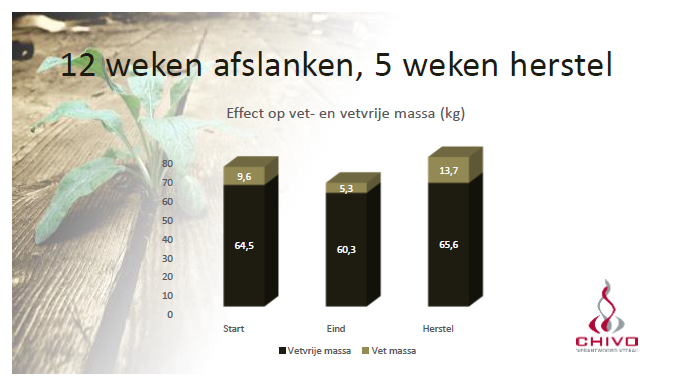 12 weken afslanken, 5 weken herstel
Effect op vet- en vetvrije massa (kg)
80
70
60
50
40
30
20
10
0
9,6
64,5
5,3
60,3
13,7
65,6
Start
Eind
Herstel
Vetvrije massa
Vet massa
CHIVO
VERANTWOORD VITAAL